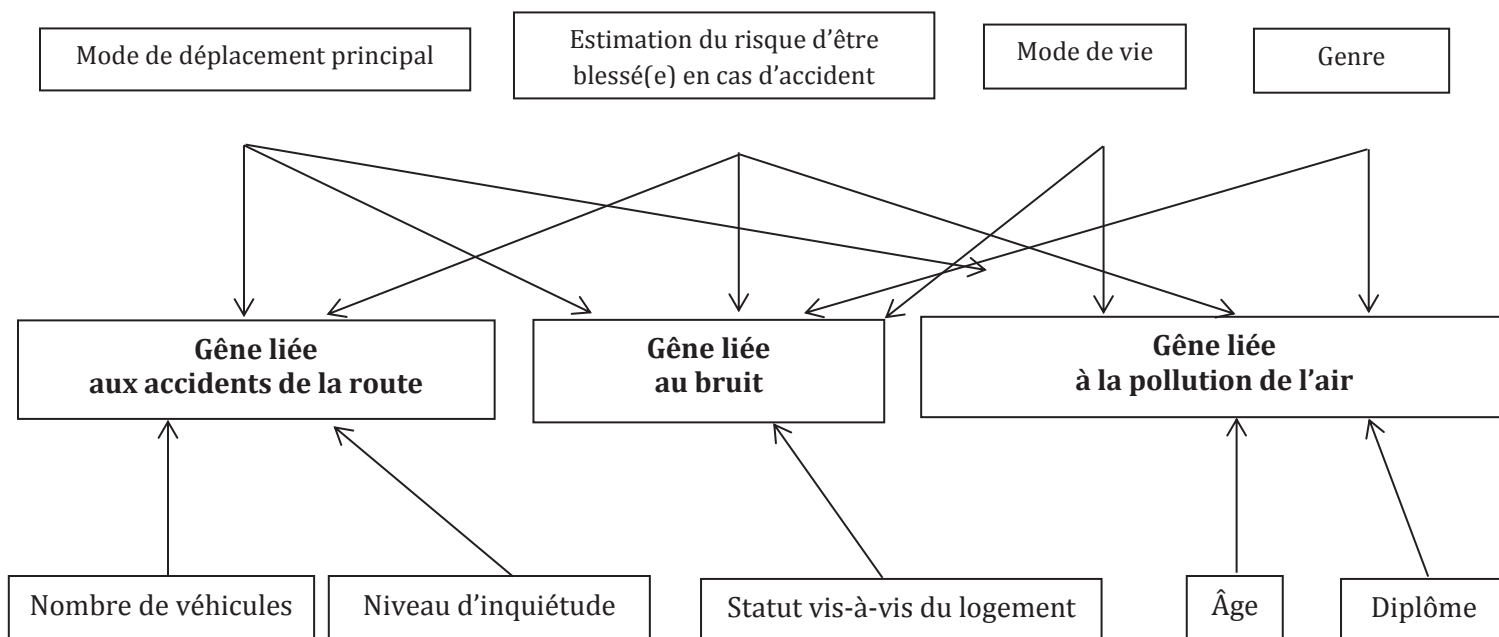 Mode de déplacement principal
Estimation du risque d’être
blessé(e) en cas d’accident
Mode de vie
Genre
Gêne liée
aux accidents de la route
Gêne liée
au bruit
Gêne liée
à la pollution de l’air
Nombre de véhicules
Niveau d’inquiétude
Statut vis-à-vis du logement
Âge
Diplôme